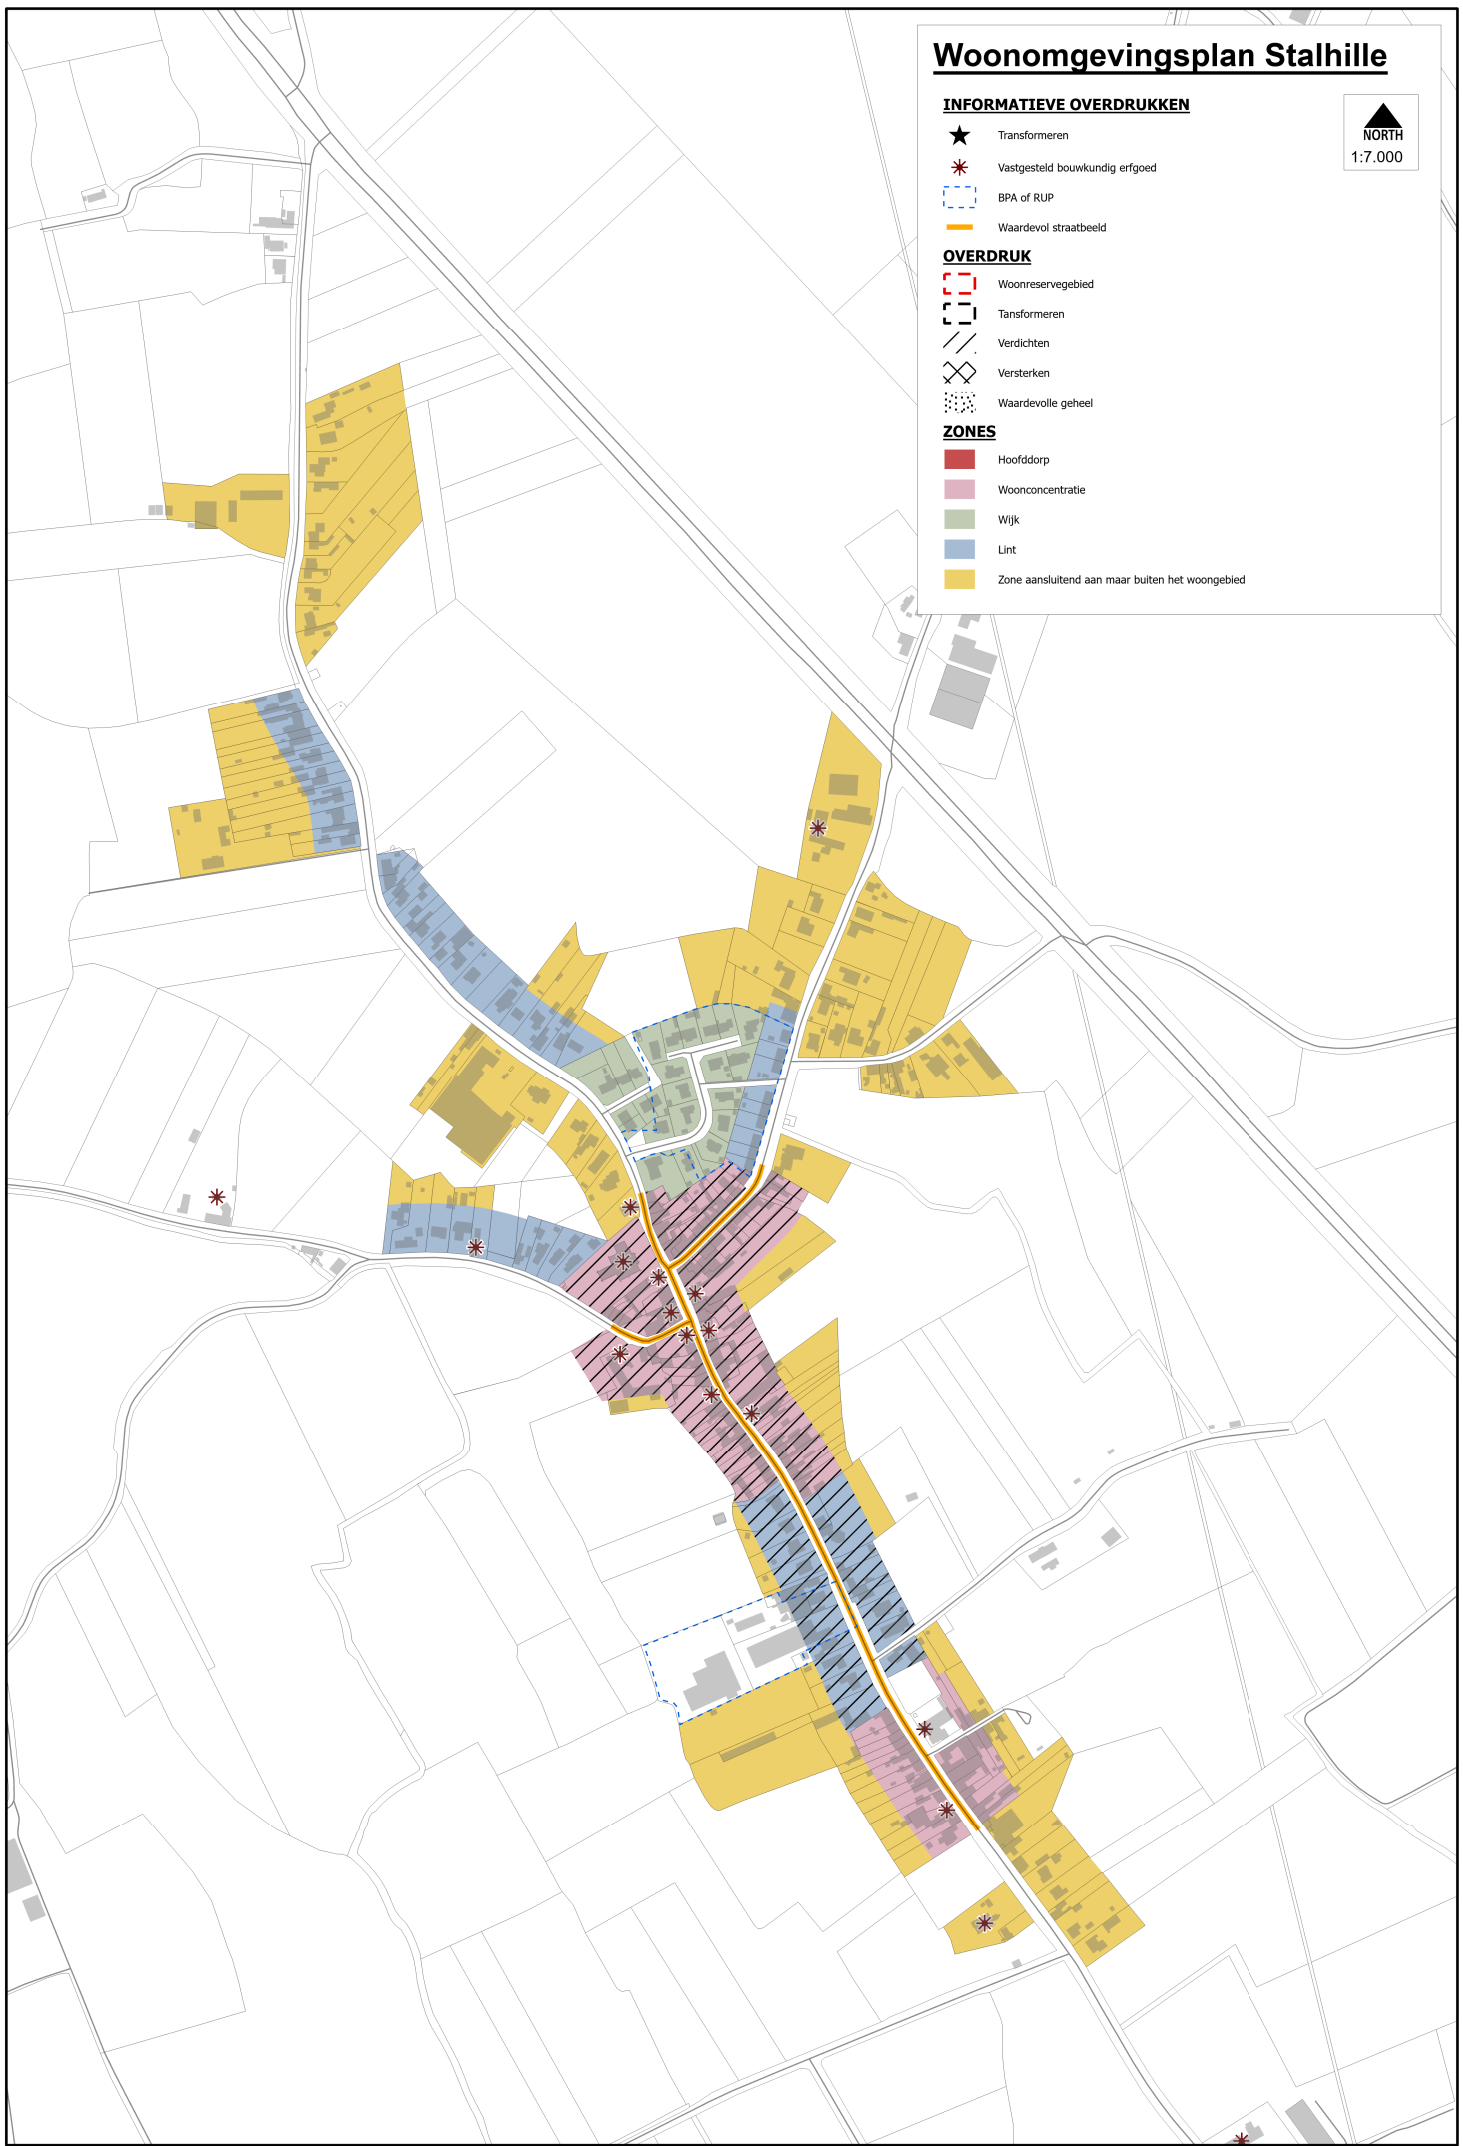 Woonomgevingsplan Stalhille
INFORMATIEVE OVERDRUKKEN
Transformeren
Vastgesteld bouwkundig erfgoed
BPA of RUP
Waardevol straatbeeld
NORTH
1:7.000
OVERDRUK
Woonreservegebied
Tansformeren
Verdichten
Versterken
Waardevolle geheel
ZONES
Hoofddorp
Woonconcentratie
Wijk
Lint
Zone aansluitend aan maar buiten het woongebied